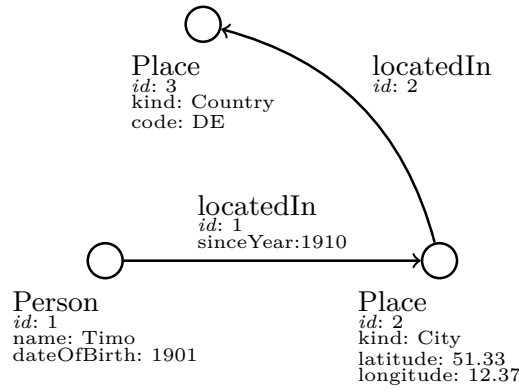 Place
id: 3
kind: Country
code: DE
locatedIn
id: 2
locatedIn
id: 1
sinceYear:1910
Person
id: 1
name: Timo
dateOfBirth: 1901
Place
id: 2
kind: City
latitude: 51.33
longitude: 12.37